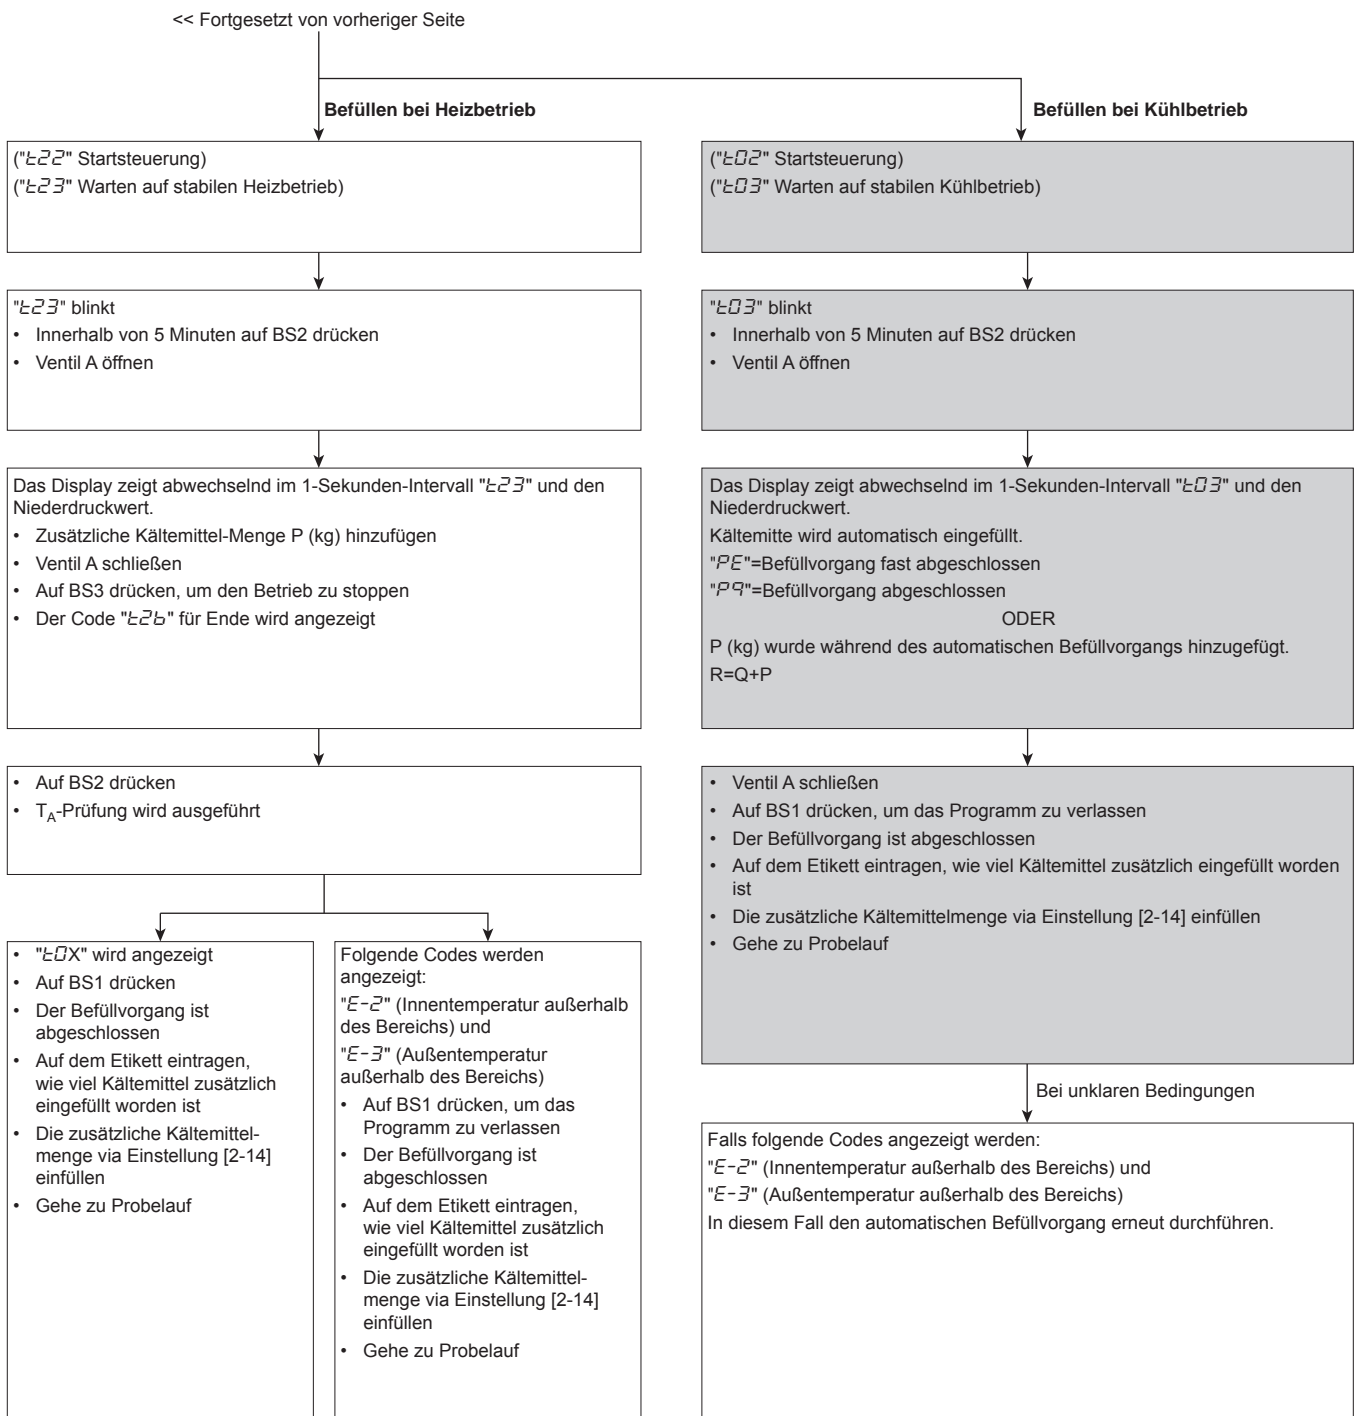 << Fortgesetzt von vorheriger Seite
Befüllen bei Heizbetrieb
("t22" Startsteuerung)
("t23" Warten auf stabilen Heizbetrieb)
"t23" blinkt
• Innerhalb von 5 Minuten auf BS2 drücken
• Ventil A öffnen
Das Display zeigt abwechselnd im 1-Sekunden-Intervall "t23" und den
Niederdruckwert.
• Zusätzliche Kältemittel-Menge P (kg) hinzufügen
• Ventil A schließen
• Auf BS3 drücken, um den Betrieb zu stoppen
• Der Code "t2b" für Ende wird angezeigt
• Auf BS2 drücken
• TA-Prüfung wird ausgeführt
• "t0X" wird angezeigt
• Auf BS1 drücken
• Der Befüllvorgang ist
abgeschlossen
• Auf dem Etikett eintragen,
wie viel Kältemittel zusätzlich
eingefüllt worden ist
• Die zusätzliche Kältemittel-
menge via Einstellung [2-14]
einfüllen
• Gehe zu Probelauf
Folgende Codes werden
angezeigt:
"E-2" (Innentemperatur außerhalb
des Bereichs) und
"E-3" (Außentemperatur
außerhalb des Bereichs)
• Auf BS1 drücken, um das
Programm zu verlassen
• Der Befüllvorgang ist
abgeschlossen
• Auf dem Etikett eintragen,
wie viel Kältemittel zusätzlich
eingefüllt worden ist
• Die zusätzliche Kältemittel-
menge via Einstellung [2-14]
einfüllen
• Gehe zu Probelauf
Befüllen bei Kühlbetrieb
("t02" Startsteuerung)
("t03" Warten auf stabilen Kühlbetrieb)
"t03" blinkt
• Innerhalb von 5 Minuten auf BS2 drücken
• Ventil A öffnen
Das Display zeigt abwechselnd im 1-Sekunden-Intervall "t03" und den
Niederdruckwert.
Kältemitte wird automatisch eingefüllt.
"PE"=Befüllvorgang fast abgeschlossen
"P9"=Befüllvorgang abgeschlossen
ODER
P (kg) wurde während des automatischen Befüllvorgangs hinzugefügt.
R=Q+P
• Ventil A schließen
• Auf BS1 drücken, um das Programm zu verlassen
• Der Befüllvorgang ist abgeschlossen
• Auf dem Etikett eintragen, wie viel Kältemittel zusätzlich eingefüllt worden
ist
• Die zusätzliche Kältemittelmenge via Einstellung [2-14] einfüllen
• Gehe zu Probelauf
Bei unklaren Bedingungen
Falls folgende Codes angezeigt werden:
"E-2" (Innentemperatur außerhalb des Bereichs) und
"E-3" (Außentemperatur außerhalb des Bereichs)
In diesem Fall den automatischen Befüllvorgang erneut durchführen.